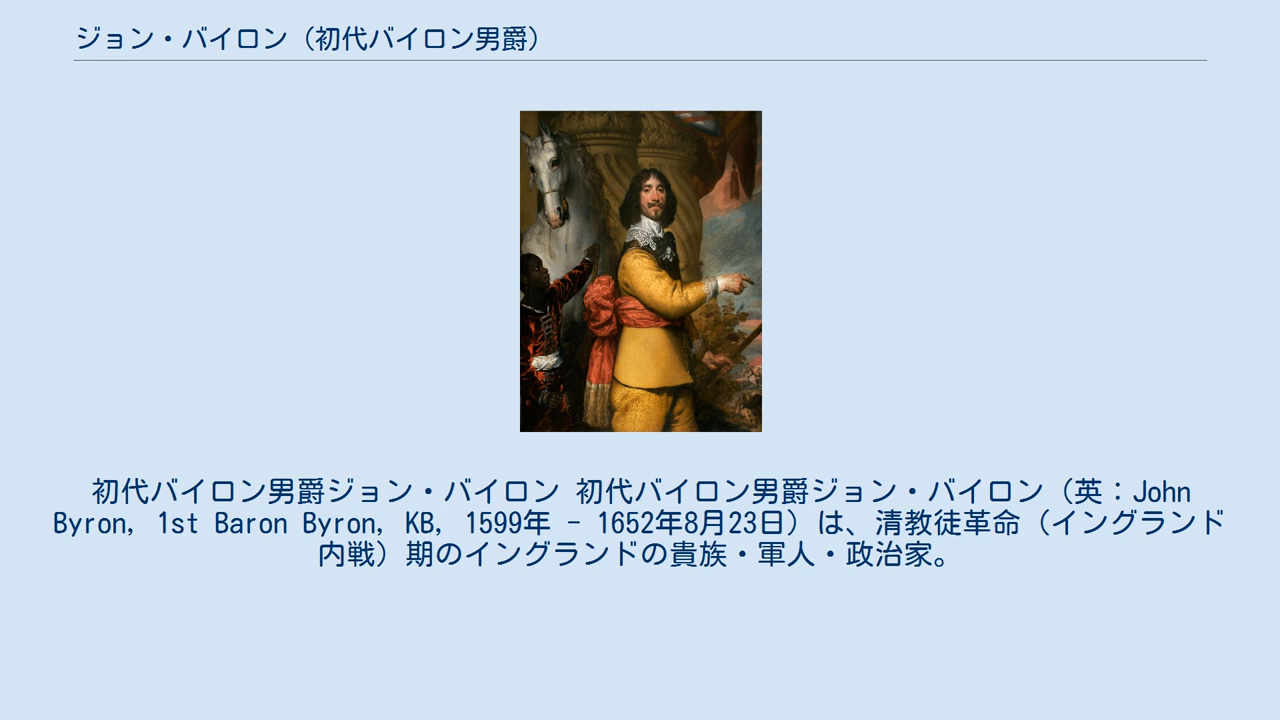 ジョン・バイロン（初代バイロン男爵）
初代バイロン男爵ジョン・バイロン 初代バイロン男爵ジョン・バイロン（英：John
Byron, 1st Baron Byron, KB, 1599年 - 1652年8月23日）は、清教徒革命（イングランド
内戦）期のイングランドの貴族・軍人・政治家。